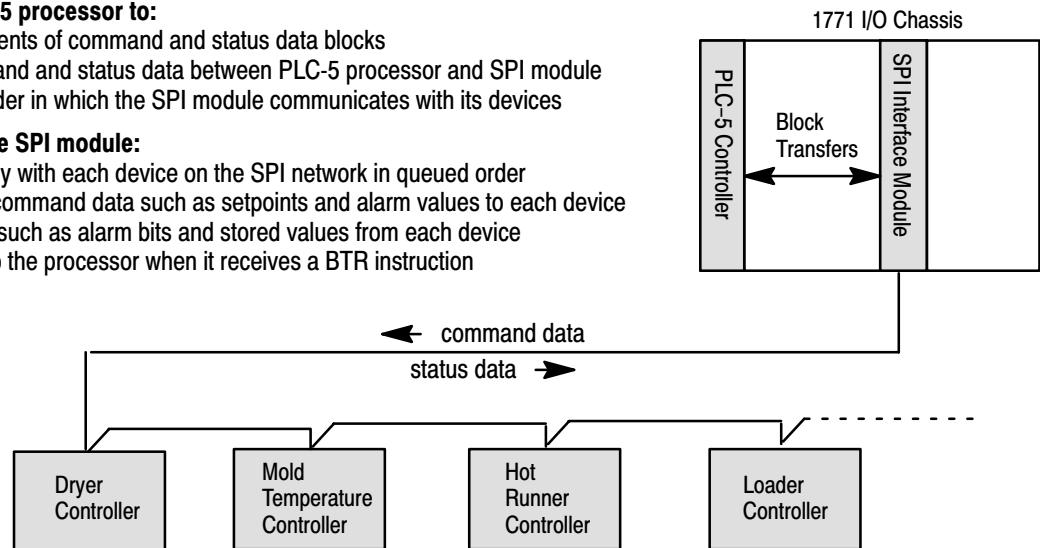 5 processor to:
ents of command and status data blocks
and and status data between PLC-5 processor and SPI module
der in which the SPI module communicates with its devices
e SPI module:
y with each device on the SPI network in queued order
command data such as setpoints and alarm values to each device
such as alarm bits and stored values from each device
o the processor when it receives a BTR instruction
1771 I/O Chassis
PLC–5 Controller
Block
Transfers
SPI Interface Module
command data
status data
Dryer
Controller
Mold
Temperature
Controller
Hot
Runner
Controller
Loader
Controller